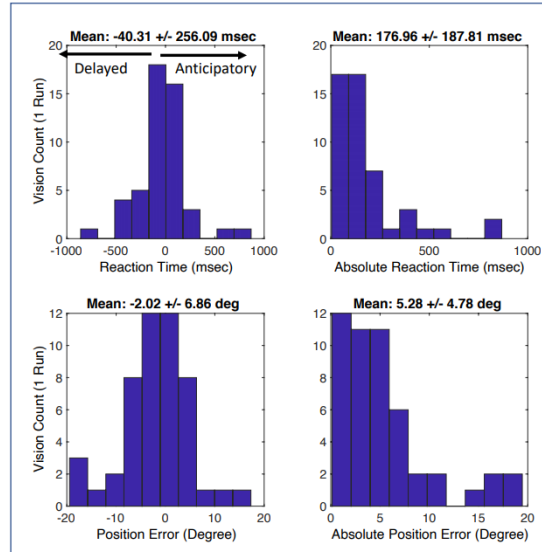 Mean: -40.31 +/- 256.09 msec
Delayed
Anticipatory
20
15
10
5
0
Vision Count (1 Run)
-1000 -500 0 500 1000
Reaction Time (msec)
Mean: 176.96 +/- 187.81 msec
20
15
10
5
0
0 500 1000
Absolute Reaction Time (msec)
Mean: -2.02 +/- 6.86 deg
12
10
8
6
4
2
0
Vision Count (1 Run)
-20 -10 0 10 20
Position Error (Degree)
Mean: 5.28 +/- 4.78 deg
12
10
8
6
4
2
0
0 5 10 15 20
Absolute Position Error (Degree)